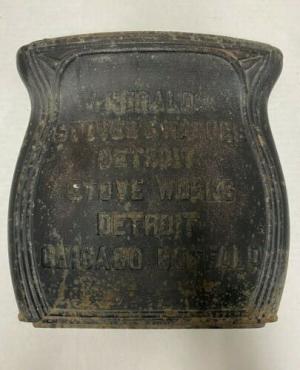 STOVES & RANGES
DETROIT
STOVE WORKS
DETROIT
CHICAGO BUFFALO